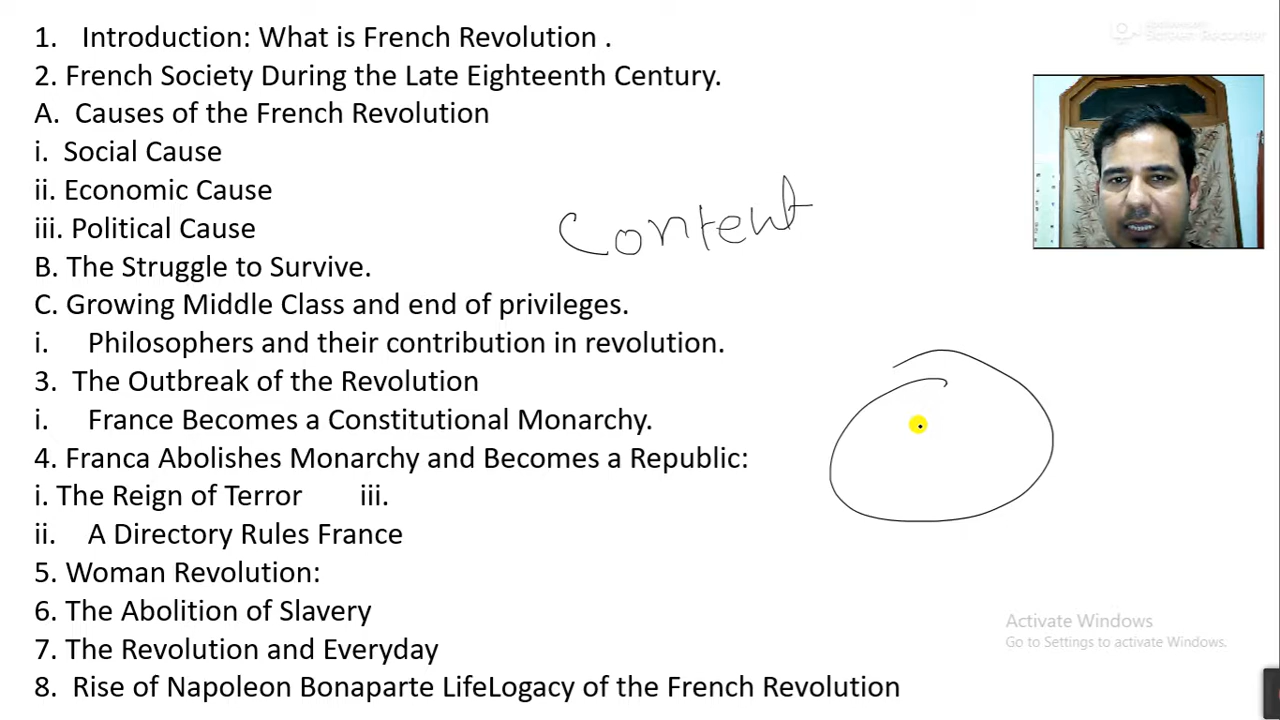 1. Introduction: What is French Revolution .
2. French Society During the Late Eighteenth Century.
A. Causes of the French Revolution
i. Social Cause
ii. Economic Cause
iii. Political Cause
B. The Struggle to Survive.
C. Growing Middle Class and end of privileges.
i. Philosophers and their contribution in revolution.
3. The Outbreak of the Revolution
i. France Becomes a Constitutional Monarchy.
4. Franca Abolishes Monarchy and Becomes a Republic:
i. The Reign of Terror iii.
ii. A Directory Rules France
5. Woman Revolution:
6. The Abolition of Slavery
7. The Revolution and Everyday
8. Rise of Napoleon Bonaparte LifeLogacy of the French Revolution
Content
Screen Recorder
Activate Windows
Go to Settings to activate Windows.